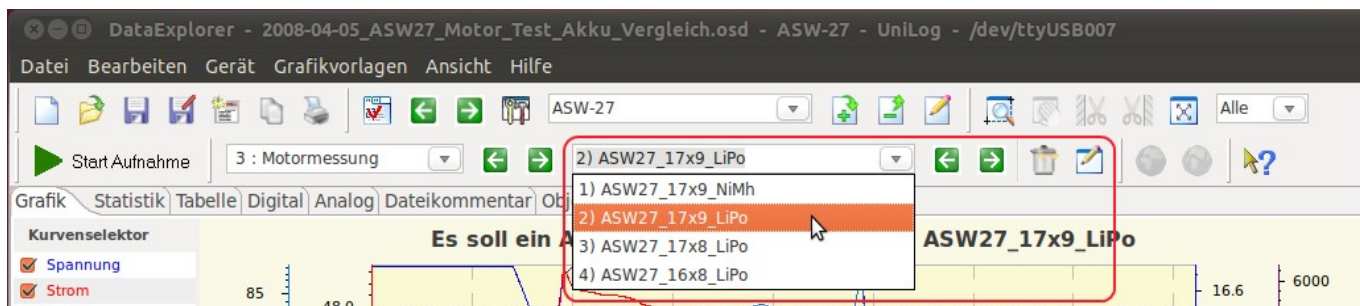 DataExplorer - 2008-04-05_ASW27_Motor_Test_Akku_Vergleich.osd - ASW-27 - UniLog - /dev/ttyUSB007
Datei Bearbeiten Gerät Grafikvorlagen Ansicht Hilfe
ASW-27 Alle
Start Aufnahme 3 : Motormessung 2) ASW27_17x9_LiPo
1) ASW27_17x9_NiMh
2) ASW27_17x9_LiPo
3) ASW27_17x8_LiPo
4) ASW27_16x8_LiPo
Grafik Statistik Tabelle Digital Analog Dateikommentar Obj
Kurvenselektor
Es soll ein A ASW27_17x9_LiPo
Spannung
Strom
85 16.6 6000